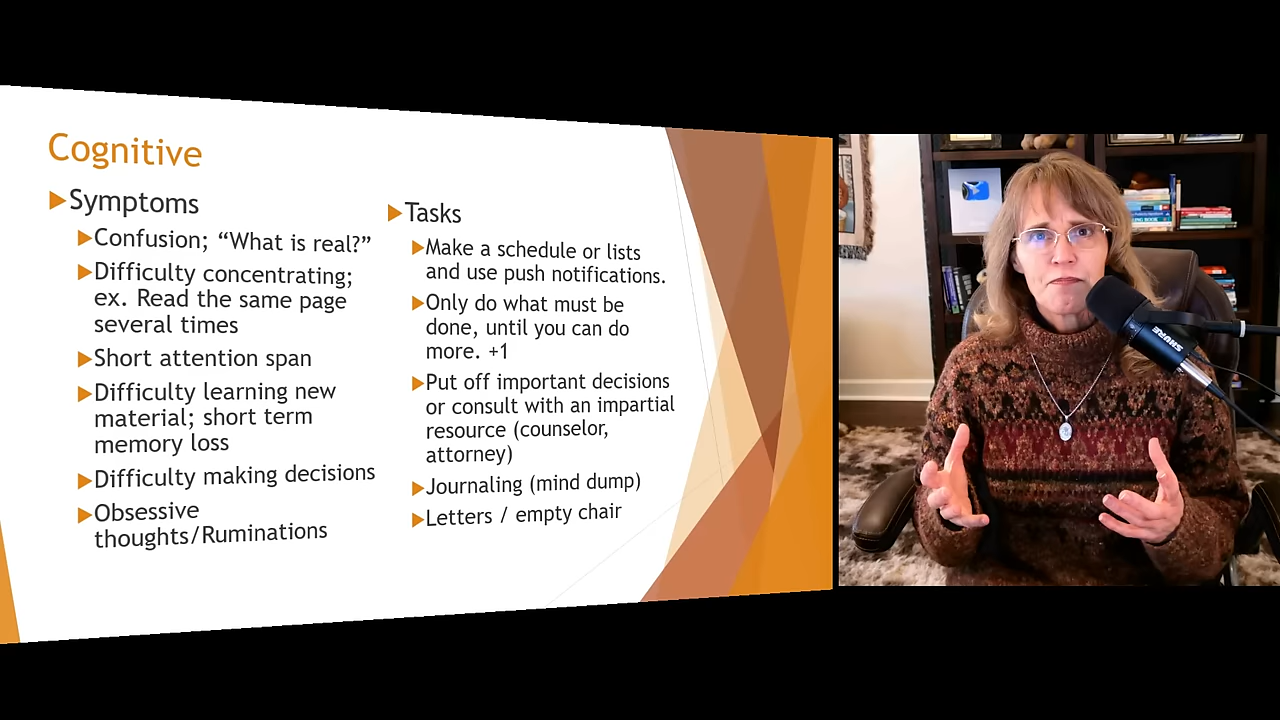 Cognitive
Symptoms
Confusion; “What is real?”
Difficulty concentrating;
ex. Read the same page
several times
Short attention span
Difficulty learning new
material; short term
memory loss
Difficulty making decisions
Obsessive
thoughts/Ruminations
Tasks
Make a schedule or lists
and use push notifications.
Only do what must be
done, until you can do
more. +1
Put off important decisions
or consult with an impartial
resource (counselor,
attorney)
Journaling (mind dump)
Letters / empty chair
SHURE